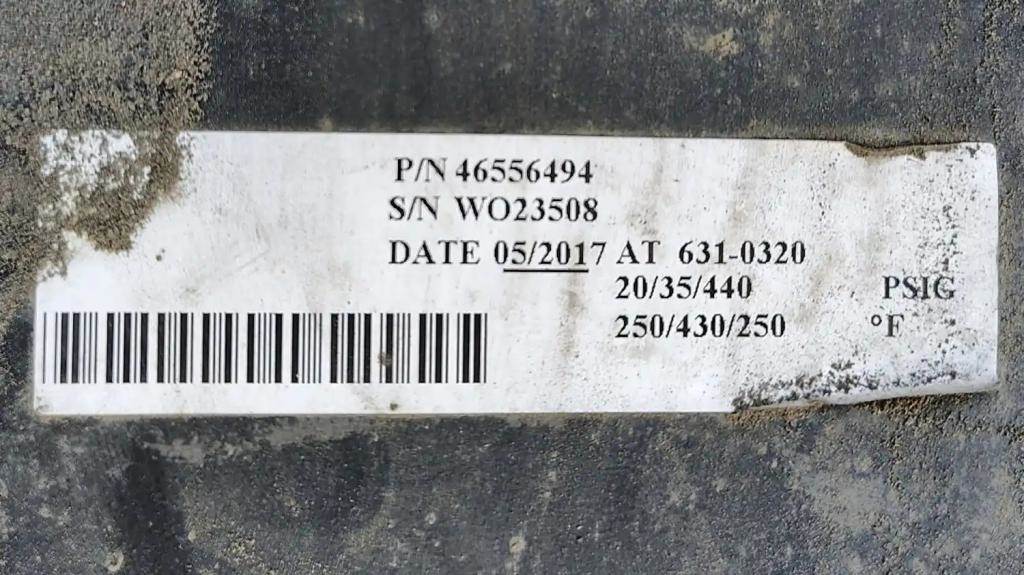 P/N 46556494
S/N WO23508
DATE 05/2017 AT 631-0320
20/35/440 PSIG
250/430/250 °F